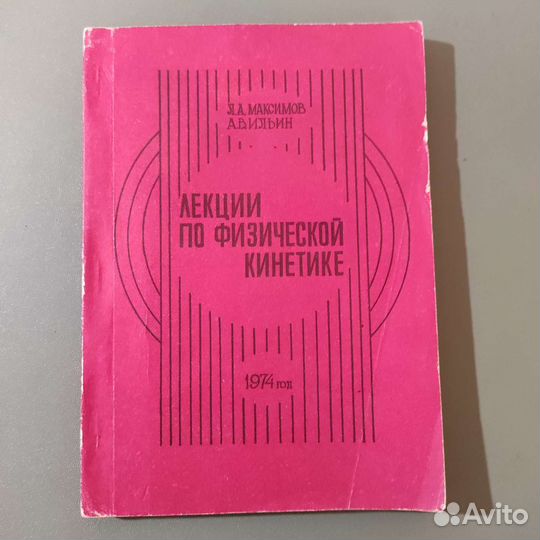 Л.А. МАКСИМОВ
А.В. ИЛЬИН
ЛЕКЦИИ
ПО ФИЗИЧЕСКОЙ
КИНЕТИКЕ
1974 год
Avito